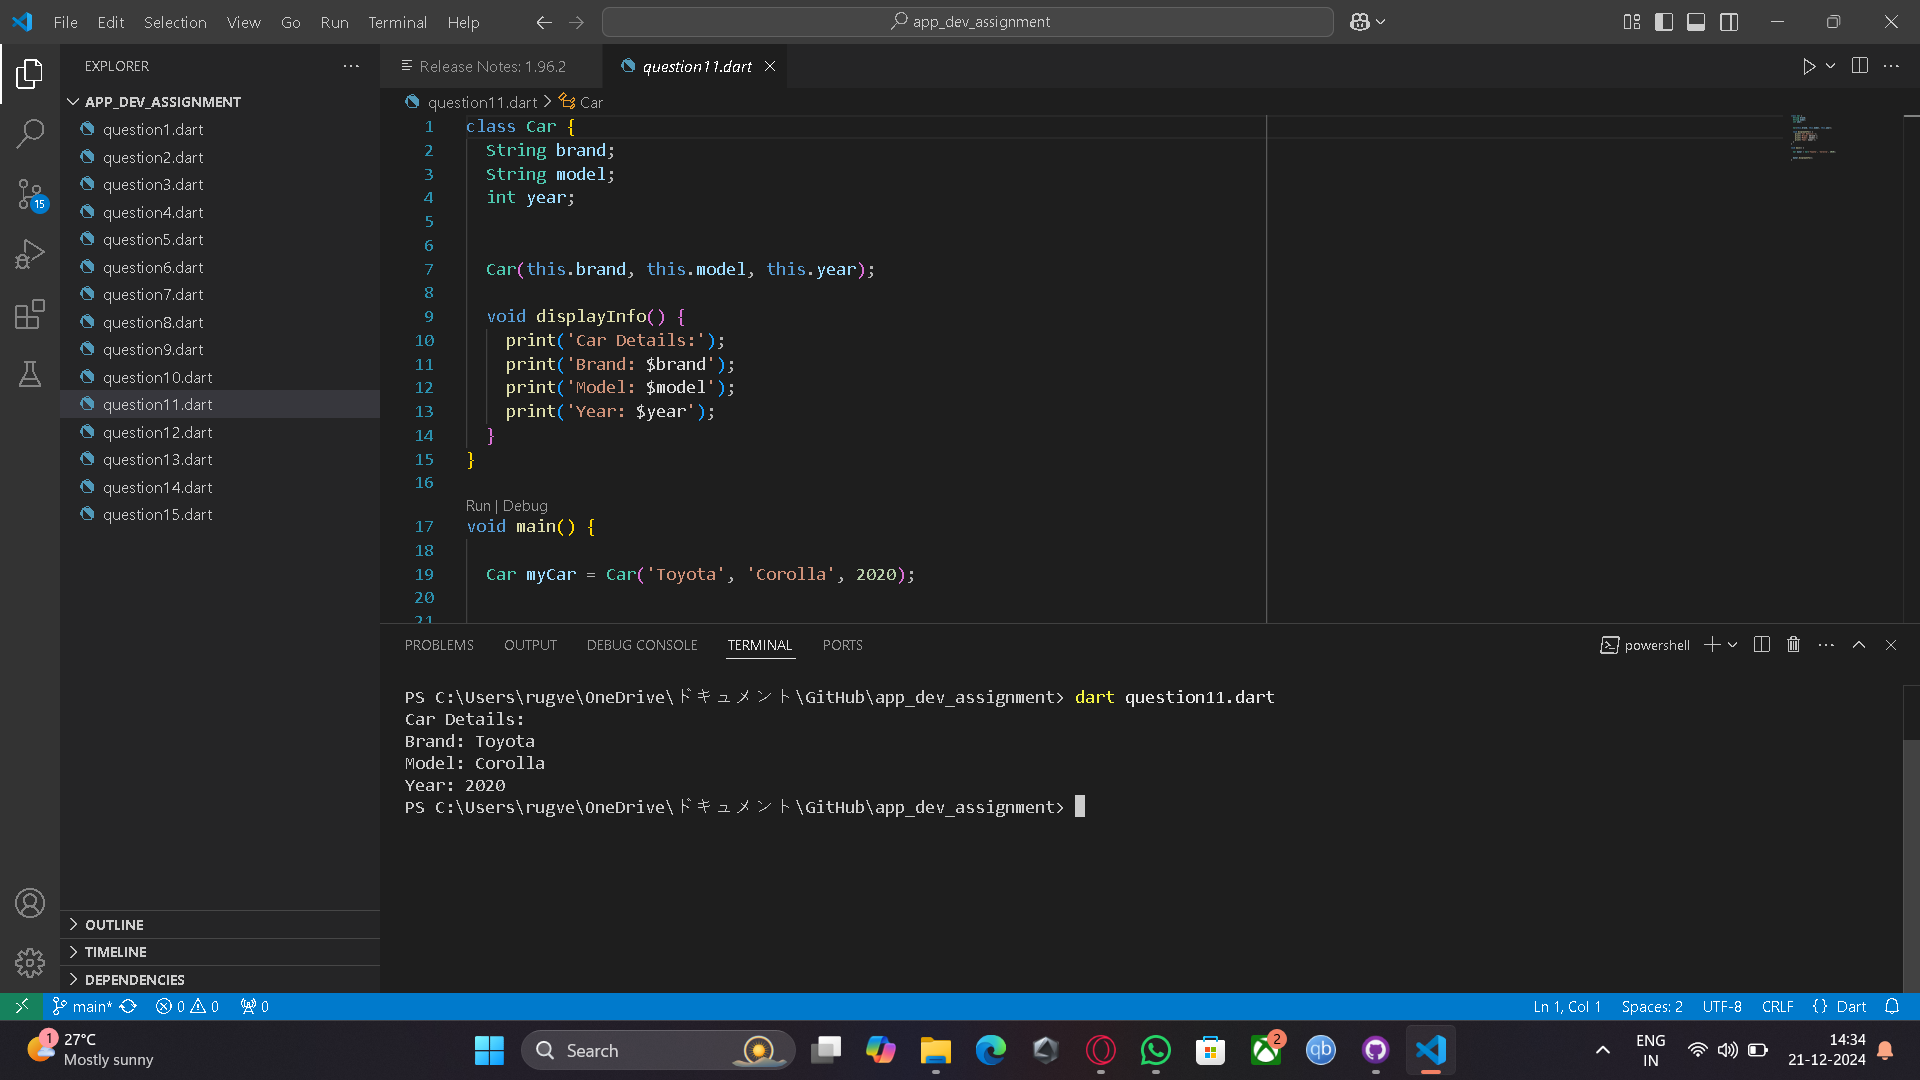 File Edit Selection View Go Run Terminal Help
app_dev_assignment
EXPLORER
Release Notes: 1.96.2
question11.dart
APP_DEV_ASSIGNMENT
question1.dart
question2.dart
question3.dart
question4.dart
question5.dart
question6.dart
question7.dart
question8.dart
question9.dart
question10.dart
question11.dart
question12.dart
question13.dart
question14.dart
question15.dart
15
question11.dart > Car
1 class Car {
2 String brand;
3 String model;
4 int year;
5
6
7 Car(this.brand, this.model, this.year);
8
9 void displayInfo() {
10 print('Car Details:');
11 print('Brand: $brand');
12 print('Model: $model');
13 print('Year: $year');
14 }
15 }
16
Run | Debug
17 void main() {
18
19 Car myCar = Car('Toyota', 'Corolla', 2020);
20
21
PROBLEMS OUTPUT DEBUG CONSOLE TERMINAL PORTS
powershell
PS C:\Users\rugve\OneDrive\ドキュメント\GitHub\app_dev_assignment> dart question11.dart
Car Details:
Brand: Toyota
Model: Corolla
Year: 2020
PS C:\Users\rugve\OneDrive\ドキュメント\GitHub\app_dev_assignment>
OUTLINE
TIMELINE
DEPENDENCIES
main* 0 0 0
Ln 1, Col 1 Spaces: 2 UTF-8 CRLF {} Dart
1
27°C
Mostly sunny
Search
2
qb
ENG
IN
14:34
21-12-2024